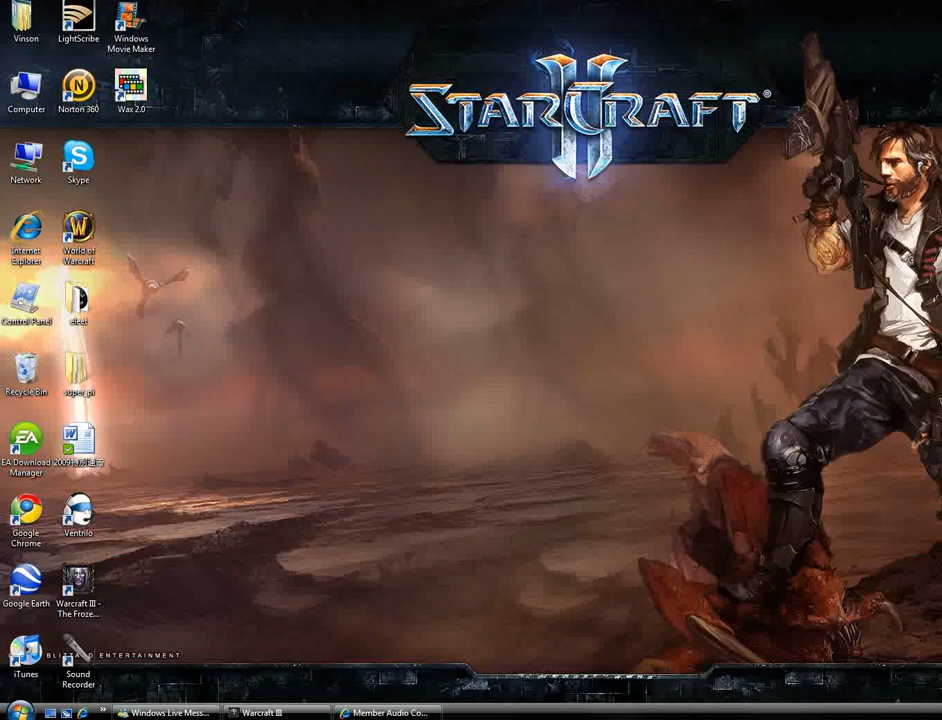 Vinson
LightScribe
Windows
Movie Maker
Computer
Norton 360
Wax 2.0
STARCRAFT®
II
Network
Skype
Internet
Explorer
World of
Warcraft
Control Panel
eleet
Recycle Bin
super_pi
EA Download
Manager
Google
Chrome
Ventrilo
Google Earth
Warcraft III -
The Froze...
BLIZZARD ENTERTAINMENT
iTunes
Sound
Recorder
Windows Live Mess...
Warcraft III
Member Audio Co...